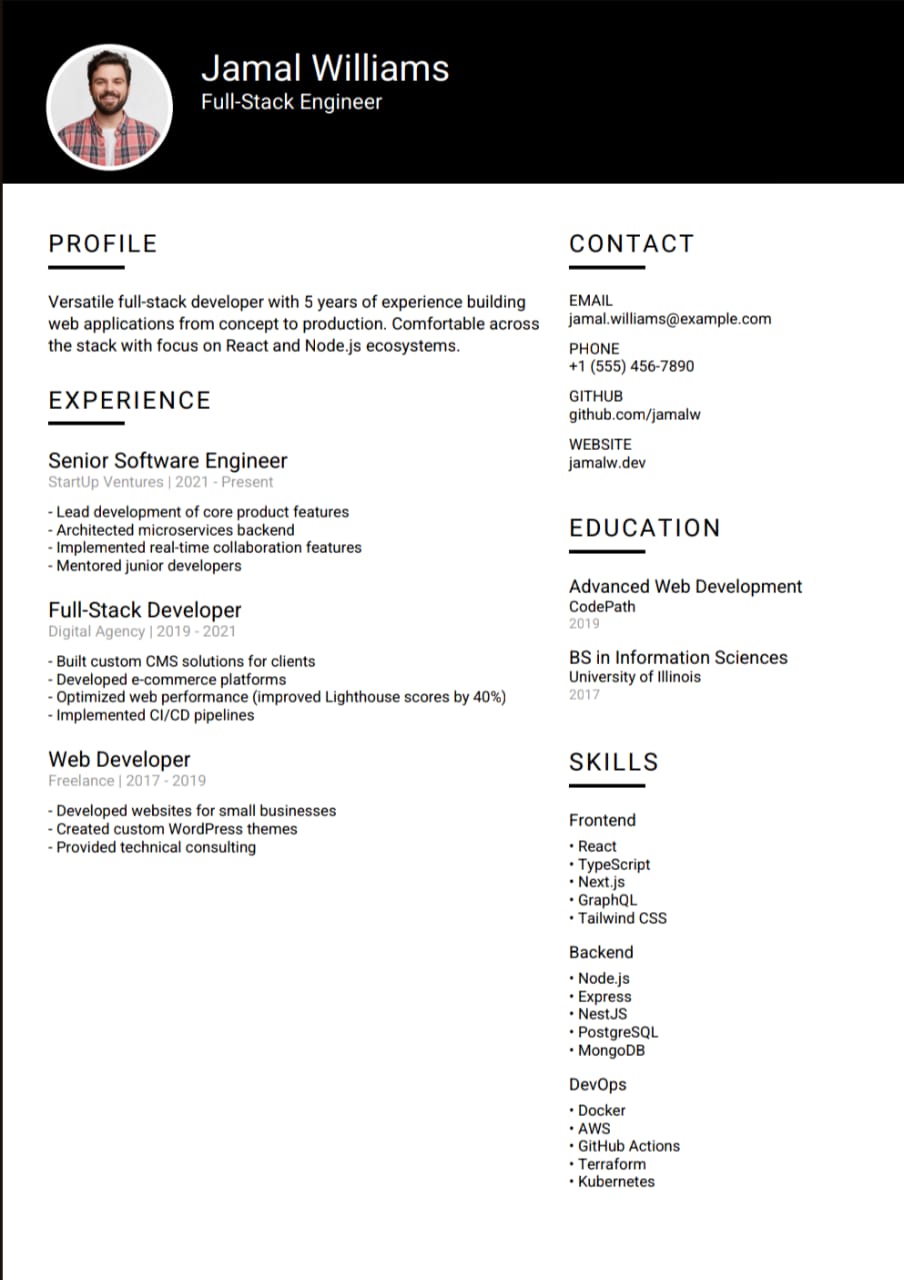 Jamal Williams
Full-Stack Engineer
PROFILE
Versatile full-stack developer with 5 years of experience building
web applications from concept to production. Comfortable across
the stack with focus on React and Node.js ecosystems.
EXPERIENCE
Senior Software Engineer
StartUp Ventures | 2021 - Present
- Lead development of core product features
- Architected microservices backend
- Implemented real-time collaboration features
- Mentored junior developers
Full-Stack Developer
Digital Agency | 2019 - 2021
- Built custom CMS solutions for clients
- Developed e-commerce platforms
- Optimized web performance (improved Lighthouse scores by 40%)
- Implemented CI/CD pipelines
Web Developer
Freelance | 2017 - 2019
- Developed websites for small businesses
- Created custom WordPress themes
- Provided technical consulting
CONTACT
EMAIL
jamal.williams@example.com
PHONE
+1 (555) 456-7890
GITHUB
github.com/jamalw
WEBSITE
jamalw.dev
EDUCATION
Advanced Web Development
CodePath
2019
BS in Information Sciences
University of Illinois
2017
SKILLS
Frontend
• React
• TypeScript
• Next.js
• GraphQL
• Tailwind CSS
Backend
• Node.js
• Express
• NestJS
• PostgreSQL
• MongoDB
DevOps
• Docker
• AWS
• GitHub Actions
• Terraform
• Kubernetes